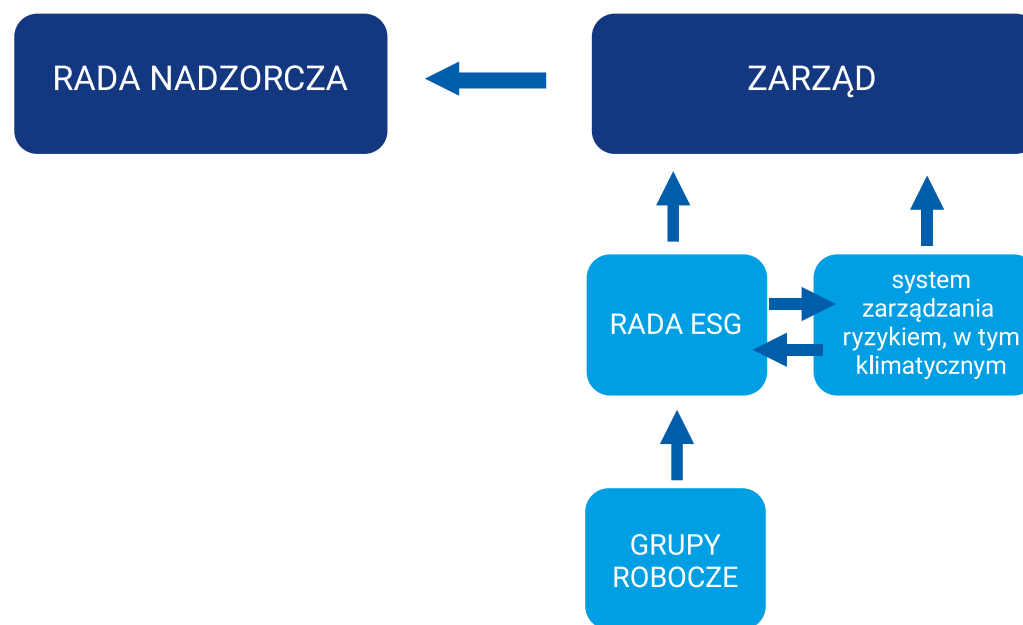 RADA NADZORCZA
ZARZĄD
RADA ESG
system
zarządzania
ryzykiem, w tym
klimatycznym
GRUPY
ROBOCZE